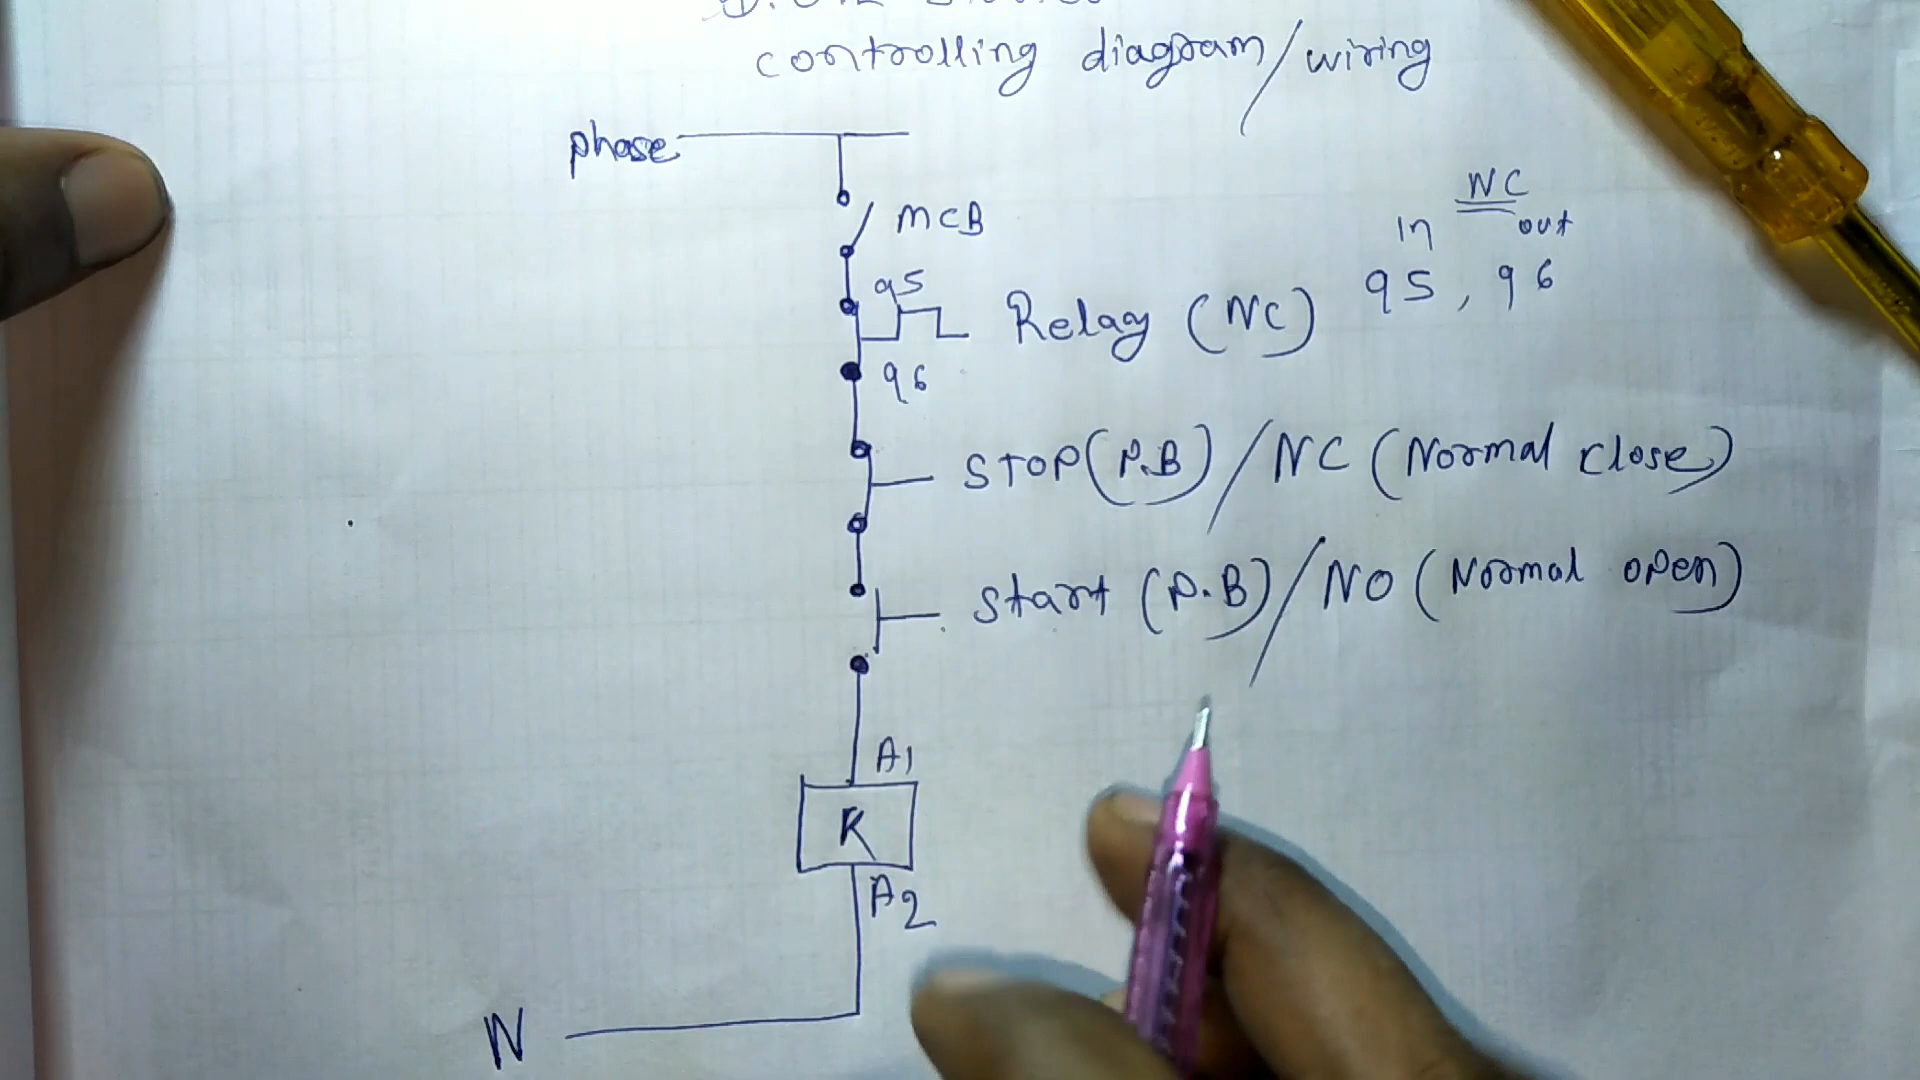 controlling diagram/wiring
phase
MCB
NC
In out
95, 96
95
Relay (NC)
96
STOP(P.B)/NC (Normal close)
Start (P.B)/NO (Normal open)
A1
K
A2
N